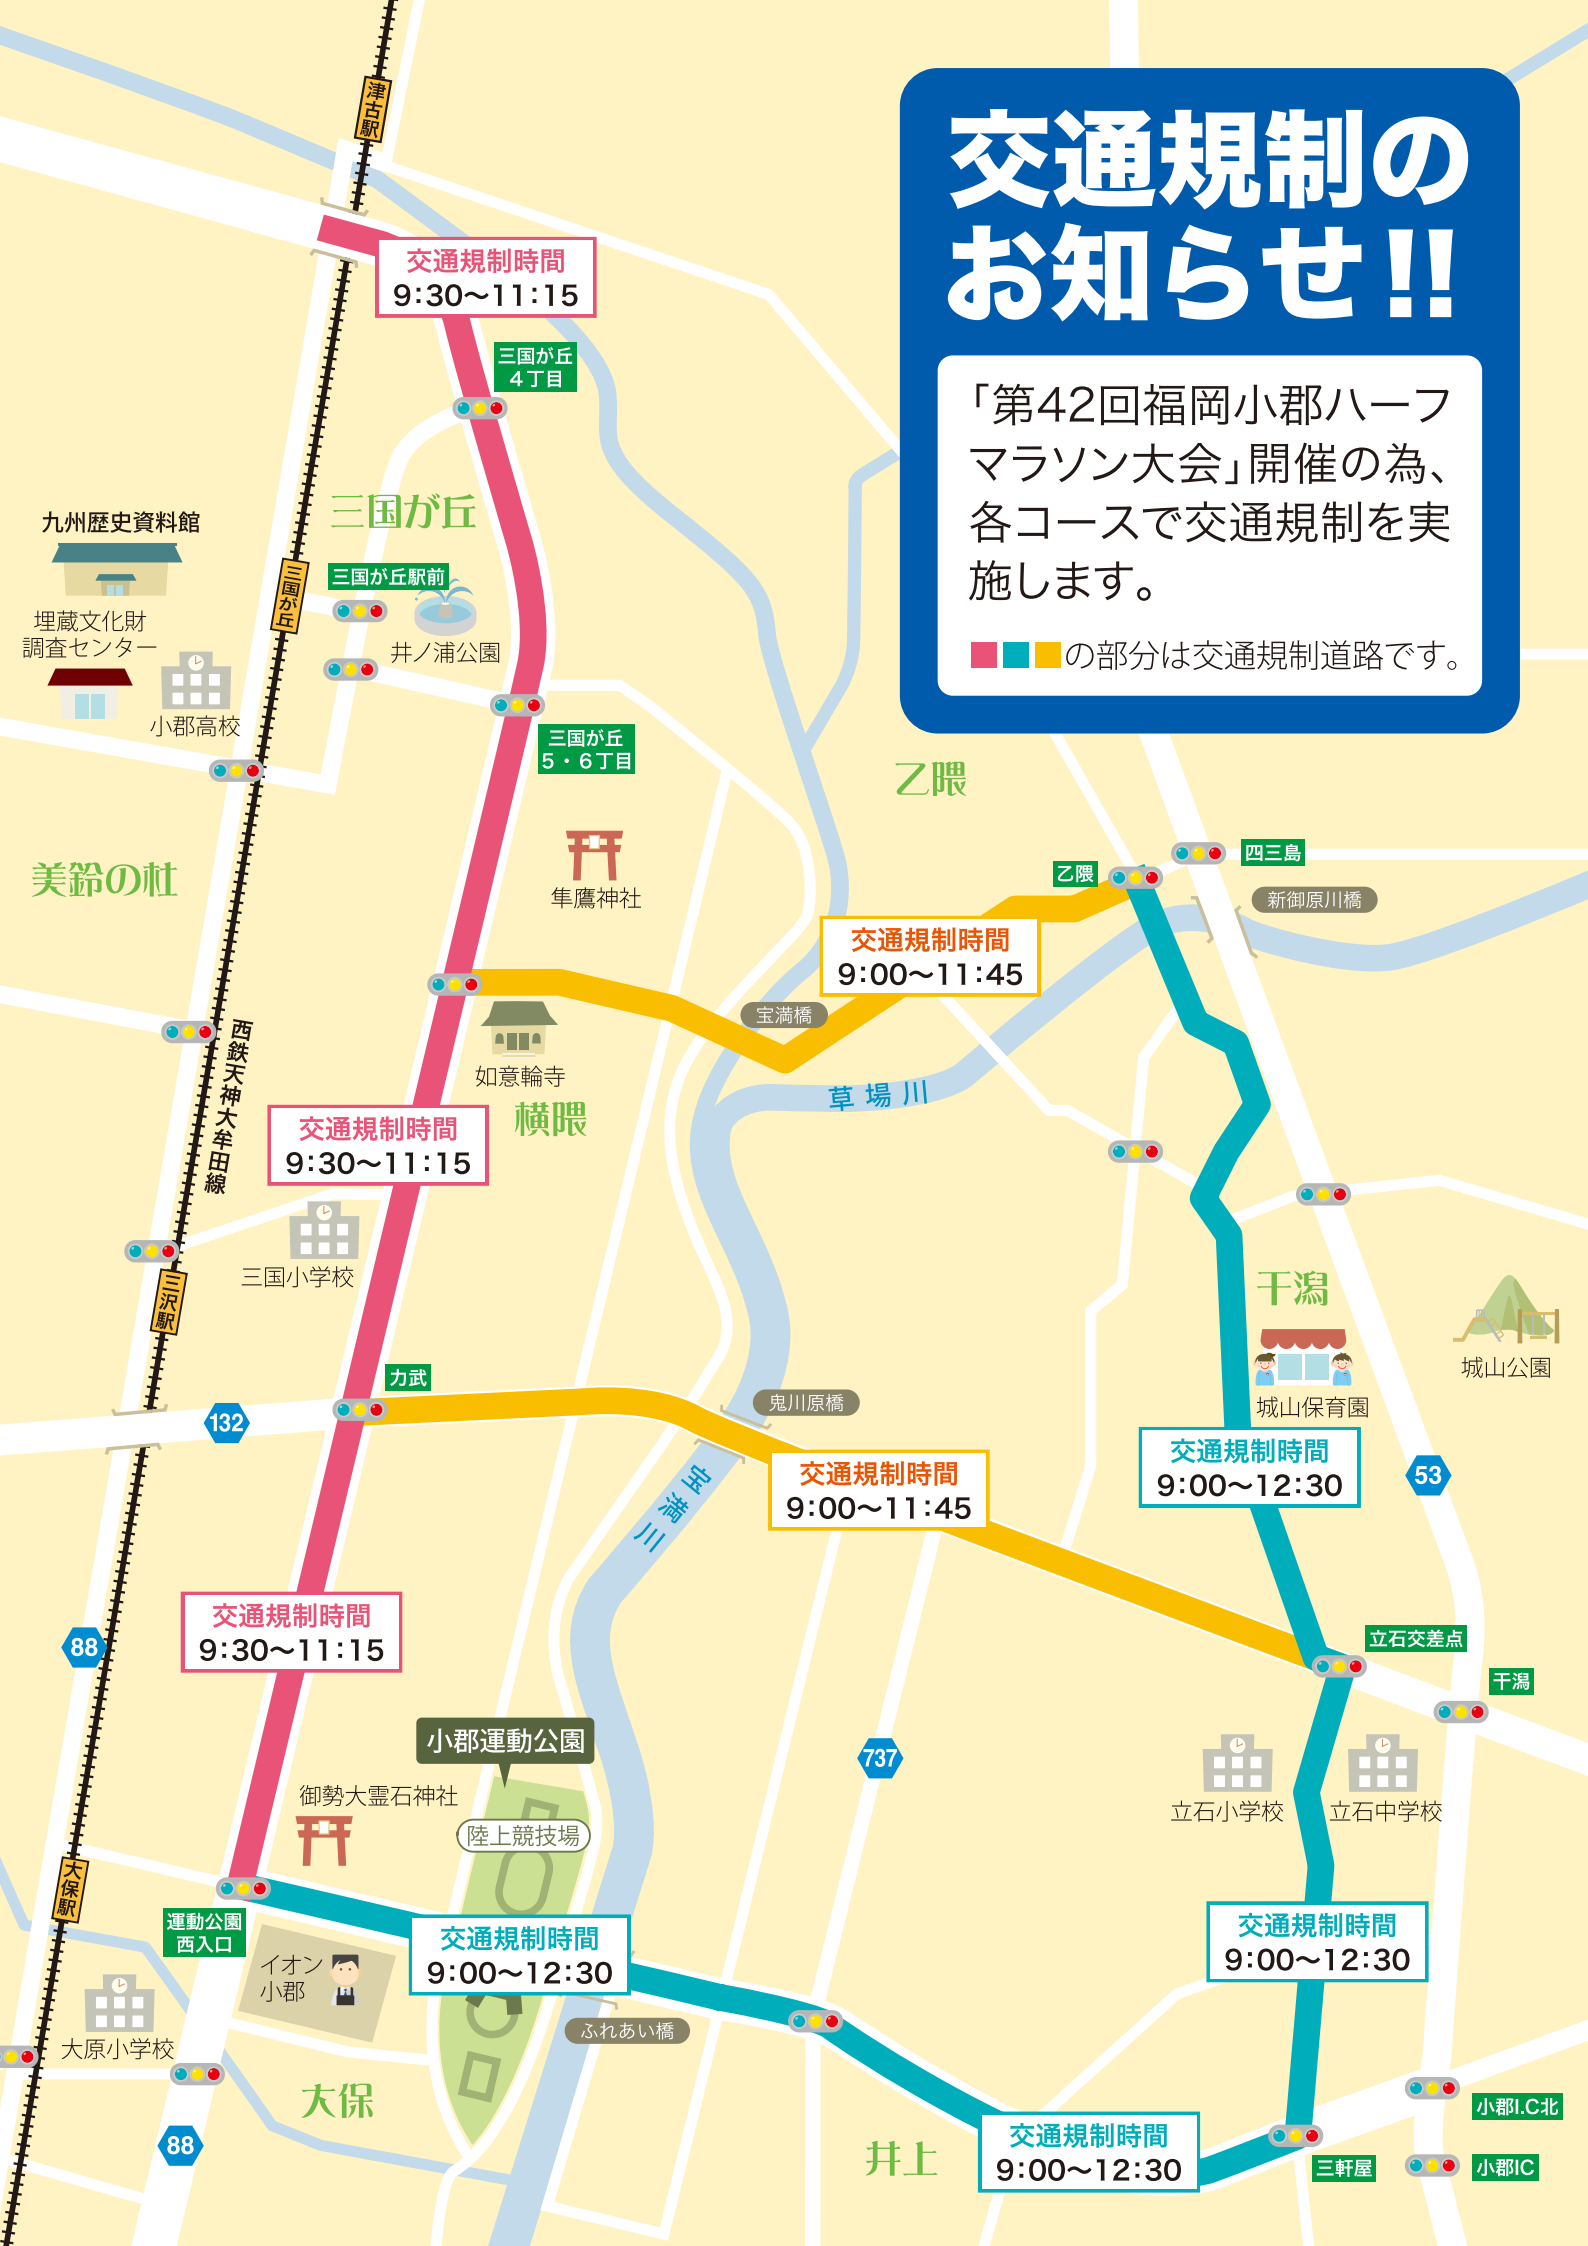 交通規制の
お知らせ!!
「第42回福岡小郡ハーフ
マラソン大会」開催の為、
各コースで交通規制を実
施します。
の部分は交通規制道路です。
津古駅
交通規制時間
9:30〜11:15
三国が丘
4丁目
三国が丘
九州歴史資料館
三国が丘
三国が丘駅前
埋蔵文化財
調査センター
井ノ浦公園
小郡高校
三国が丘
5・6丁目
乙隈
美鈴の杜
隼鷹神社
乙隈
四三島
新御原川橋
交通規制時間
9:00〜11:45
宝満橋
西鉄天神大牟田線
如意輪寺
横隈
草場川
交通規制時間
9:30〜11:15
三国小学校
三沢駅
干潟
城山公園
城山保育園
力武
132
鬼川原橋
宝満川
交通規制時間
9:00〜11:45
交通規制時間
9:00〜12:30
53
交通規制時間
9:30〜11:15
88
立石交差点
干潟
小郡運動公園
737
御勢大霊石神社
陸上競技場
立石小学校
立石中学校
大保駅
運動公園
西入口
イオン
小郡
交通規制時間
9:00〜12:30
交通規制時間
9:00〜12:30
ふれあい橋
大原小学校
大保
88
井上
交通規制時間
9:00〜12:30
三軒屋
小郡I.C北
小郡IC